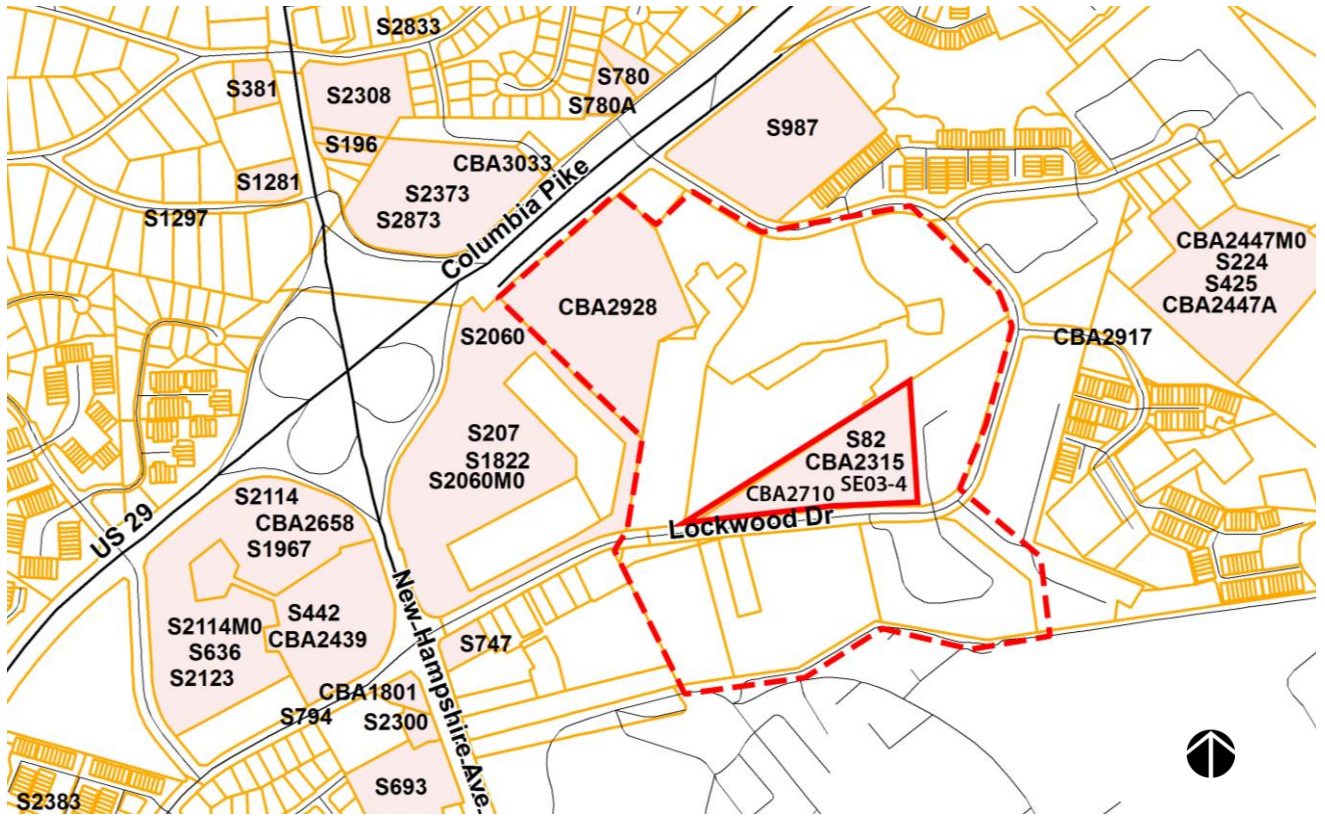 S2833
S381
S2308
S780
S780A
S987
S196
CBA3033
S1281
S2373
S2873
S1297
Columbia Pike
CBA2447M0
S224
S425
CBA2447A
CBA2928
S2060
CBA2917
S207
S1822
S2060M0
S82
CBA2315
SE03-4
CBA2710
Lockwood Dr
US 29
S2114
CBA2658
S1967
New Hampshire Ave
S442
CBA2439
S2114M0
S636
S2123
S747
CBA1801
S794
S2300
S693
S2383